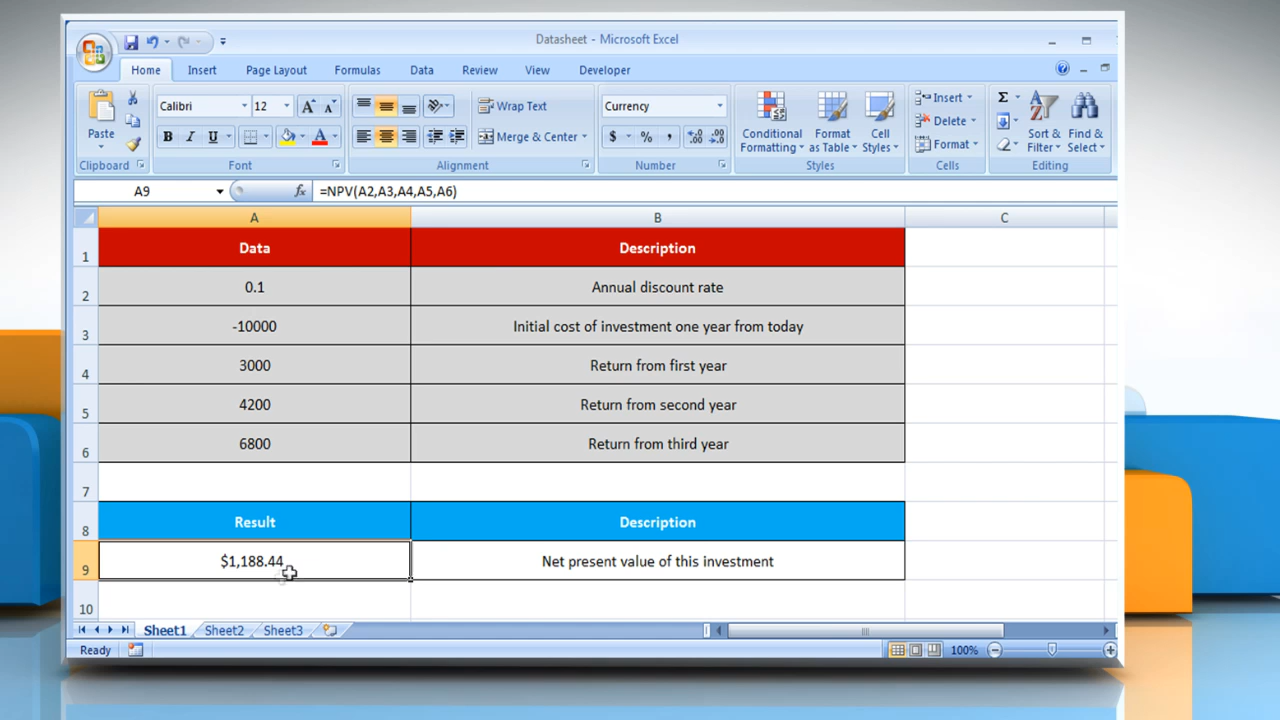 Datasheet - Microsoft Excel
Home Insert Page Layout Formulas Data Review View Developer
Calibri 12 Wrap Text Currency Insert Σ
Paste B I U A Merge & Center $ % , .0 .00 .00 .0 Conditional Formatting Format as Table Cell Styles Delete Format Sort & Filter Find & Select
Clipboard Font Alignment Number Styles Cells Editing
A9 fx =NPV(A2,A3,A4,A5,A6)
A B C
1 Data Description
2 0.1 Annual discount rate
3 -10000 Initial cost of investment one year from today
4 3000 Return from first year
5 4200 Return from second year
6 6800 Return from third year
7
8 Result Description
9 $1,188.44 Net present value of this investment
10
Sheet1 Sheet2 Sheet3
Ready 100%